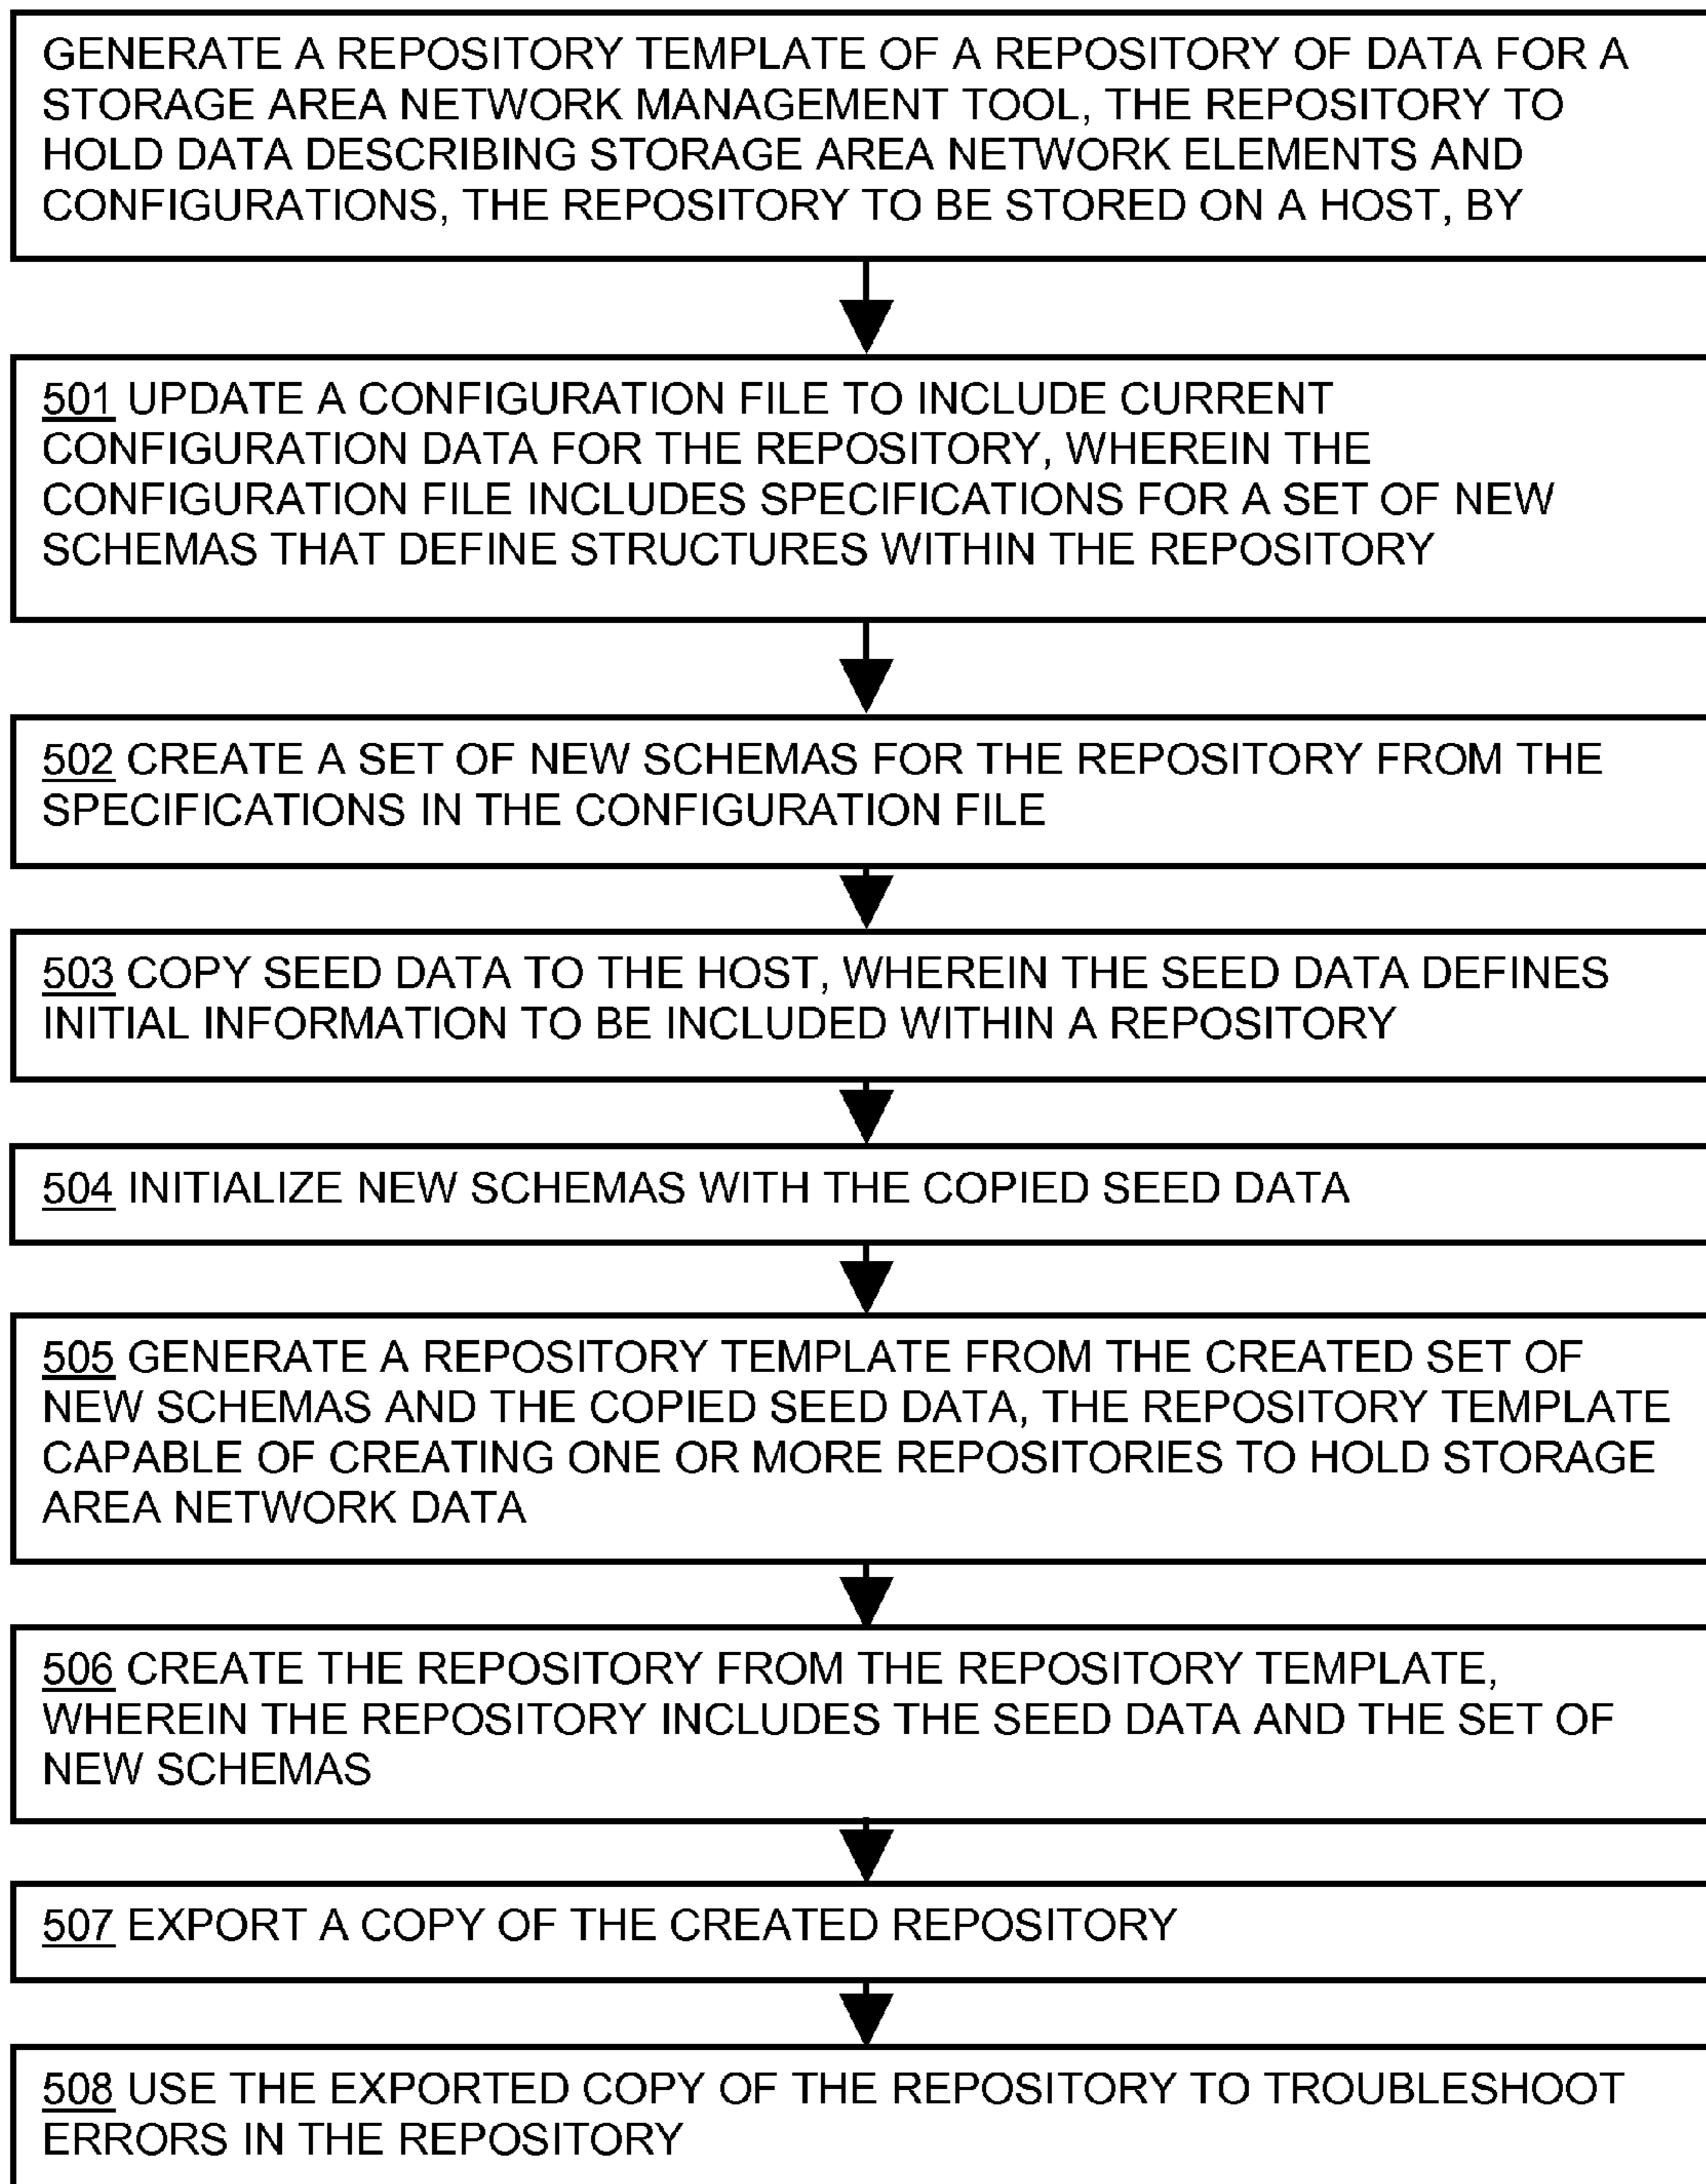 GENERATE A REPOSITORY TEMPLATE OF A REPOSITORY OF DATA FOR A
STORAGE AREA NETWORK MANAGEMENT TOOL, THE REPOSITORY TO
HOLD DATA DESCRIBING STORAGE AREA NETWORK ELEMENTS AND
CONFIGURATIONS, THE REPOSITORY TO BE STORED ON A HOST, BY
501 UPDATE A CONFIGURATION FILE TO INCLUDE CURRENT
CONFIGURATION DATA FOR THE REPOSITORY, WHEREIN THE
CONFIGURATION FILE INCLUDES SPECIFICATIONS FOR A SET OF NEW
SCHEMAS THAT DEFINE STRUCTURES WITHIN THE REPOSITORY
502 CREATE A SET OF NEW SCHEMAS FOR THE REPOSITORY FROM THE
SPECIFICATIONS IN THE CONFIGURATION FILE
503 COPY SEED DATA TO THE HOST, WHEREIN THE SEED DATA DEFINES
INITIAL INFORMATION TO BE INCLUDED WITHIN A REPOSITORY
504 INITIALIZE NEW SCHEMAS WITH THE COPIED SEED DATA
505 GENERATE A REPOSITORY TEMPLATE FROM THE CREATED SET OF
NEW SCHEMAS AND THE COPIED SEED DATA, THE REPOSITORY TEMPLATE
CAPABLE OF CREATING ONE OR MORE REPOSITORIES TO HOLD STORAGE
AREA NETWORK DATA
506 CREATE THE REPOSITORY FROM THE REPOSITORY TEMPLATE,
WHEREIN THE REPOSITORY INCLUDES THE SEED DATA AND THE SET OF
NEW SCHEMAS
507 EXPORT A COPY OF THE CREATED REPOSITORY
508 USE THE EXPORTED COPY OF THE REPOSITORY TO TROUBLESHOOT
ERRORS IN THE REPOSITORY